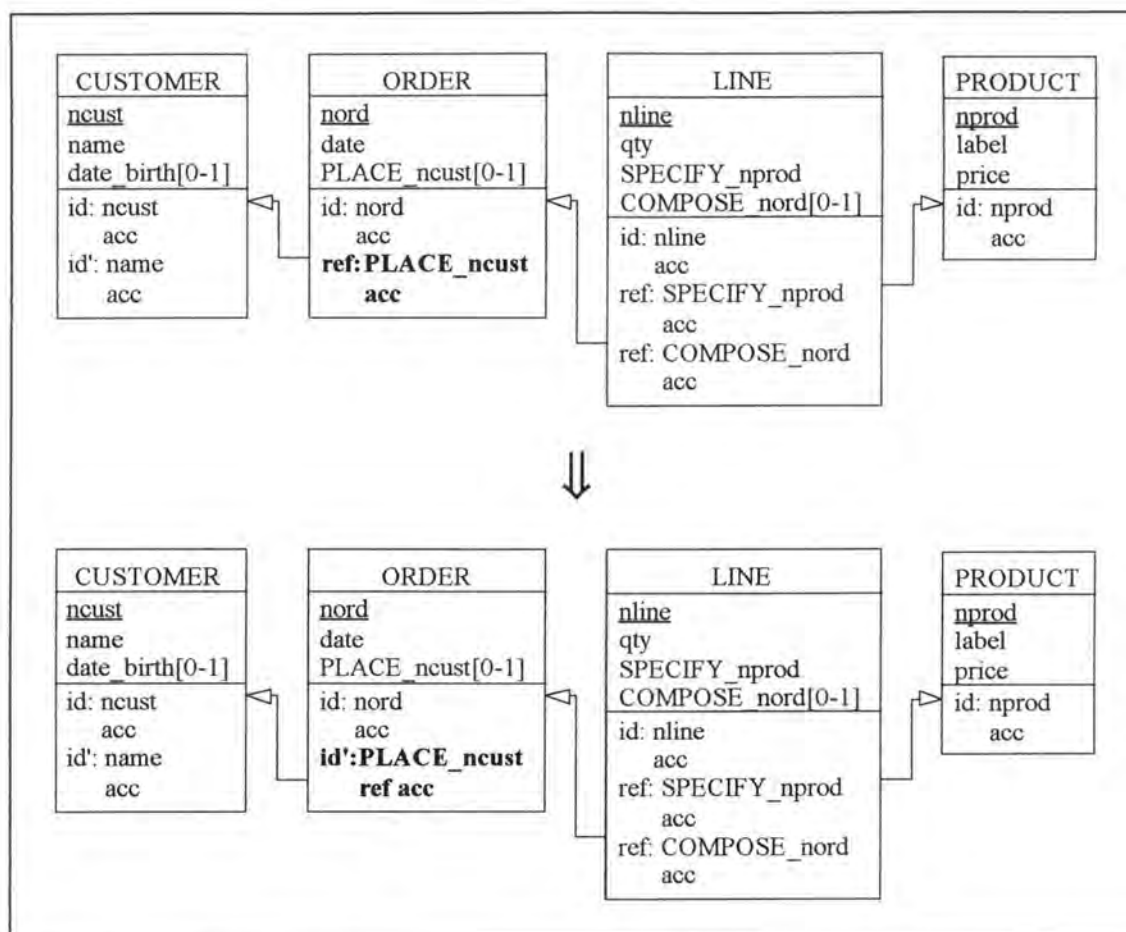 CUSTOMER
ncust
name
date_birth[0-1]
id: ncust
acc
id': name
acc
ORDER
nord
date
PLACE_ncust[0-1]
id: nord
acc
ref:PLACE_ncust
acc
LINE
nline
qty
SPECIFY_nprod
COMPOSE_nord[0-1]
id: nline
acc
ref: SPECIFY_nprod
acc
ref: COMPOSE_nord
acc
PRODUCT
nprod
label
price
id: nprod
acc
⇓
CUSTOMER
ncust
name
date_birth[0-1]
id: ncust
acc
id': name
acc
ORDER
nord
date
PLACE_ncust[0-1]
id: nord
acc
id':PLACE_ncust
ref acc
LINE
nline
qty
SPECIFY_nprod
COMPOSE_nord[0-1]
id: nline
acc
ref: SPECIFY_nprod
acc
ref: COMPOSE_nord
acc
PRODUCT
nprod
label
price
id: nprod
acc